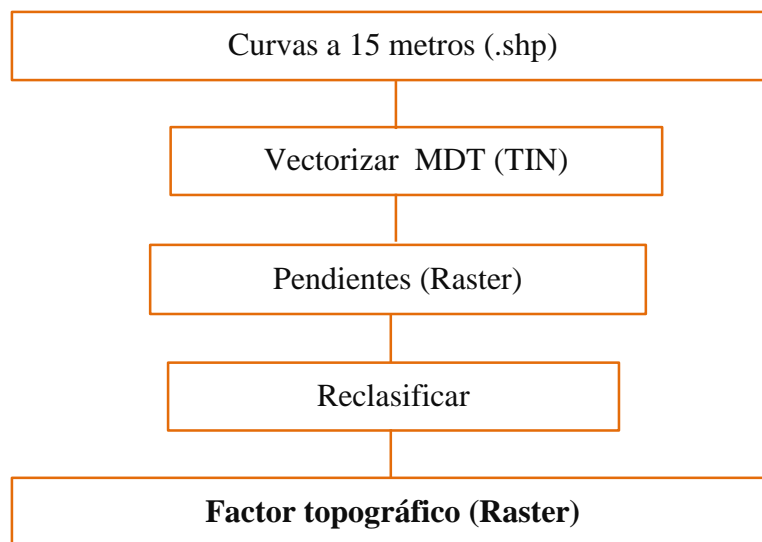 Curvas a 15 metros (.shp)
Vectorizar MDT (TIN)
Pendientes (Raster)
Reclasificar
Factor topográfico (Raster)